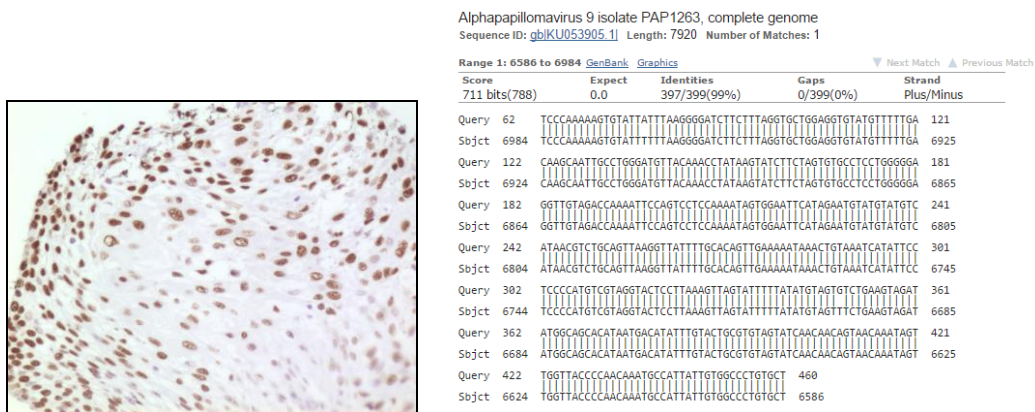 Alphapapillomavirus 9 isolate PAP1263, complete genome
Sequence ID: gb|KU053905.1| Length: 7920 Number of Matches: 1
Range 1: 6586 to 6984 GenBank Graphics Next Match Previous Match
Score Expect Identities Gaps Strand
711 bits(788) 0.0 397/399(99%) 0/399(0%) Plus/Minus
Query 62 TCCCAAAAAGTGTATTATTTAAGGGGATCTTCTTTAGGTGCTGGAGGTGTATGTTTTTGA 121
Sbjct 6984 TCCCAAAAAGTGTATTTTTTAAGGGGATCTTCTTTAGGTGCTGGAGGTGTATGTTTTTGA 6925
Query 122 CAAGCAATTGCCTGGGATGTTACAAACCTATAAGTATCTTCTAGTGTGCCTCCTGGGGGA 181
Sbjct 6924 CAAGCAATTGCCTGGGATGTTACAAACCTATAAGTATCTTCTAGTGTGCCTCCTGGGGGA 6865
Query 182 GGTTGTAGACCAAAATTCCAGTCCTCCAAAATAGTGGAATTCATAGAATGTATGTATGTC 241
Sbjct 6864 GGTTGTAGACCAAAATTCCAGTCCTCCAAAATAGTGGAATTCATAGAATGTATGTATGTC 6805
Query 242 ATAACGTCTGCAGTTAAGGTTATTTTGCACAGTTGAAAAATAAACTGTAAATCATATTCC 301
Sbjct 6804 ATAACGTCTGCAGTTAAGGTTATTTTGCACAGTTGAAAAATAAACTGTAAATCATATTCC 6745
Query 302 TCCCCATGTCGTAGGTACTCCTTAAAGTTAGTATTTTTATATGTAGTGTCTGAAGTAGAT 361
Sbjct 6744 TCCCCATGTCGTAGGTACTCCTTAAAGTTAGTATTTTTATATGTAGTTTCTGAAGTAGAT 6685
Query 362 ATGGCAGCACATAATGACATATTTGTACTGCGTGTAGTATCAACAACAGTAACAAATAGT 421
Sbjct 6684 ATGGCAGCACATAATGACATATTTGTACTGCGTGTAGTATCAACAACAGTAACAAATAGT 6625
Query 422 TGGTTACCCCAACAAATGCCATTATTGTGGCCCTGTGCT 460
Sbjct 6624 TGGTTACCCCAACAAATGCCATTATTGTGGCCCTGTGCT 6586